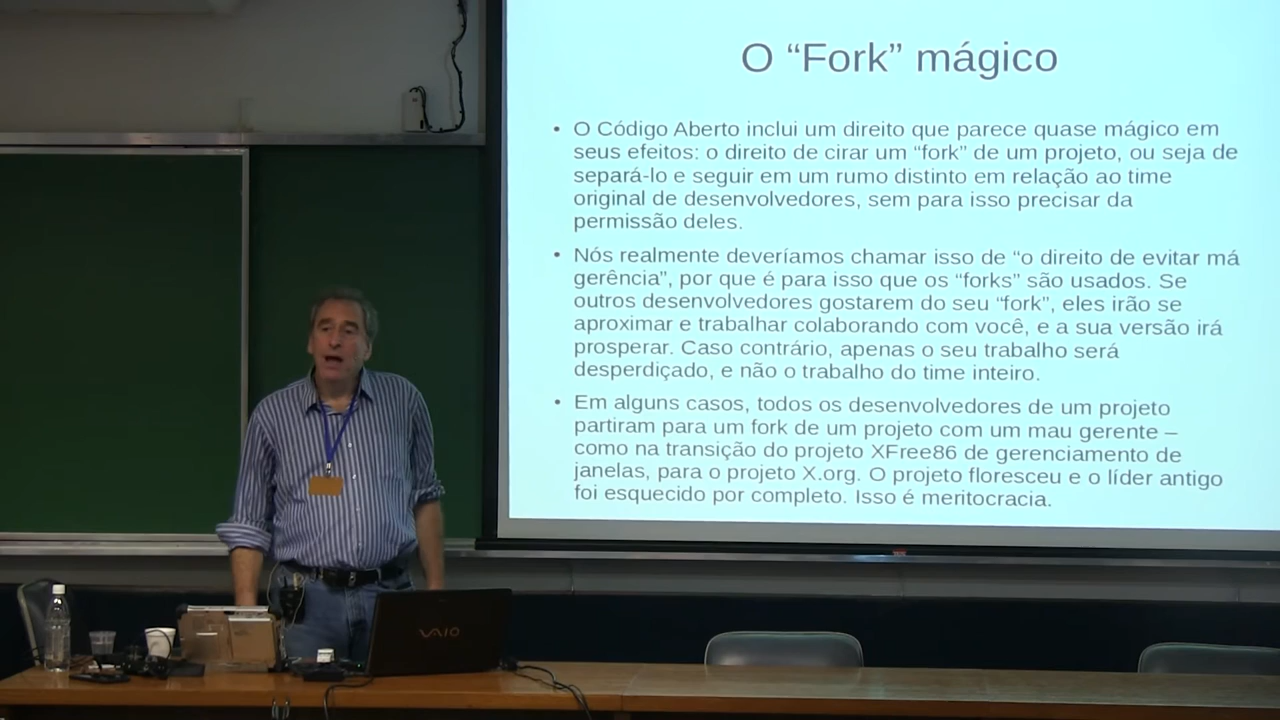 O “Fork” mágico
• O Código Aberto inclui um direito que parece quase mágico em
seus efeitos: o direito de cirar um “fork” de um projeto, ou seja de
separá-lo e seguir em um rumo distinto em relação ao time
original de desenvolvedores, sem para isso precisar da
permissão deles.
• Nós realmente deveríamos chamar isso de “o direito de evitar má
gerência”, por que é para isso que os “forks” são usados. Se
outros desenvolvedores gostarem do seu “fork”, eles irão se
aproximar e trabalhar colaborando com você, e a sua versão irá
prosperar. Caso contrário, apenas o seu trabalho será
desperdiçado, e não o trabalho do time inteiro.
• Em alguns casos, todos os desenvolvedores de um projeto
partiram para um fork de um projeto com um mau gerente –
como na transição do projeto XFree86 de gerenciamento de
janelas, para o projeto X.org. O projeto floresceu e o líder antigo
foi esquecido por completo. Isso é meritocracia.
VAIO